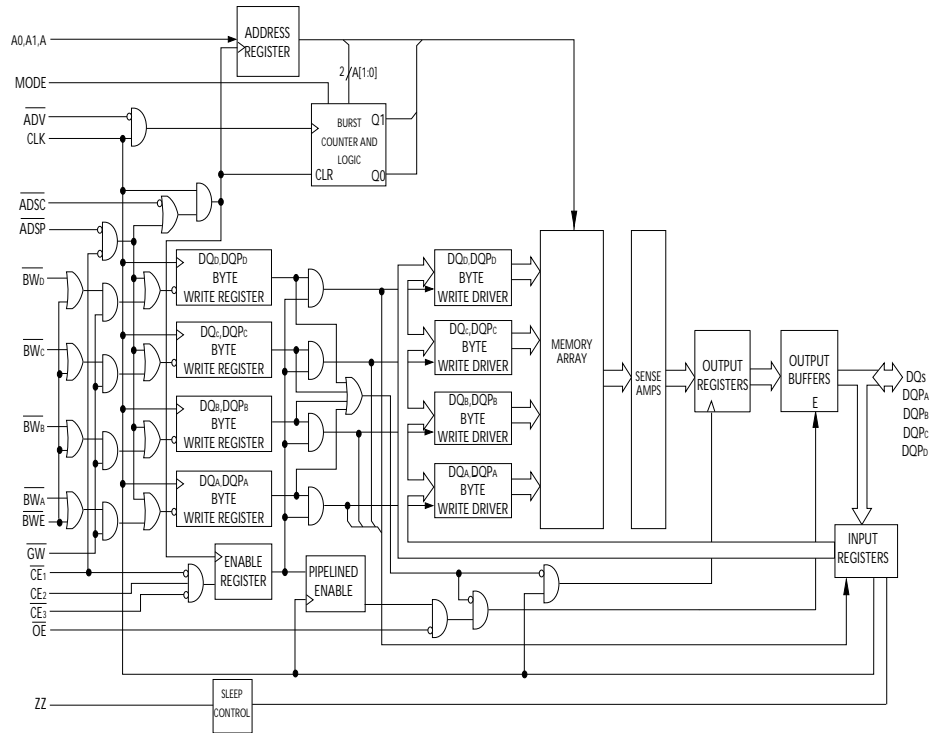 A0,A1,A
ADDRESS
REGISTER
MODE
2 A[1:0]
ADV
CLK
BURST
COUNTER AND
LOGIC
CLR
Q1
Q0
ADSC
ADSP
BWD
DQD,DQPD
BYTE
WRITE REGISTER
DQD,DQPD
BYTE
WRITE DRIVER
BWC
DQC,DQPC
BYTE
WRITE REGISTER
DQC,DQPC
BYTE
WRITE DRIVER
BWB
DQB,DQPB
BYTE
WRITE REGISTER
DQB,DQPB
BYTE
WRITE DRIVER
BWA
BWE
DQA,DQPA
BYTE
WRITE REGISTER
DQA,DQPA
BYTE
WRITE DRIVER
MEMORY
ARRAY
SENSE
AMPS
OUTPUT
REGISTERS
OUTPUT
BUFFERS
E
DQs
DQPA
DQPB
DQPC
DQPD
GW
CE1
CE2
CE3
OE
ENABLE
REGISTER
PIPELINED
ENABLE
INPUT
REGISTERS
ZZ
SLEEP
CONTROL